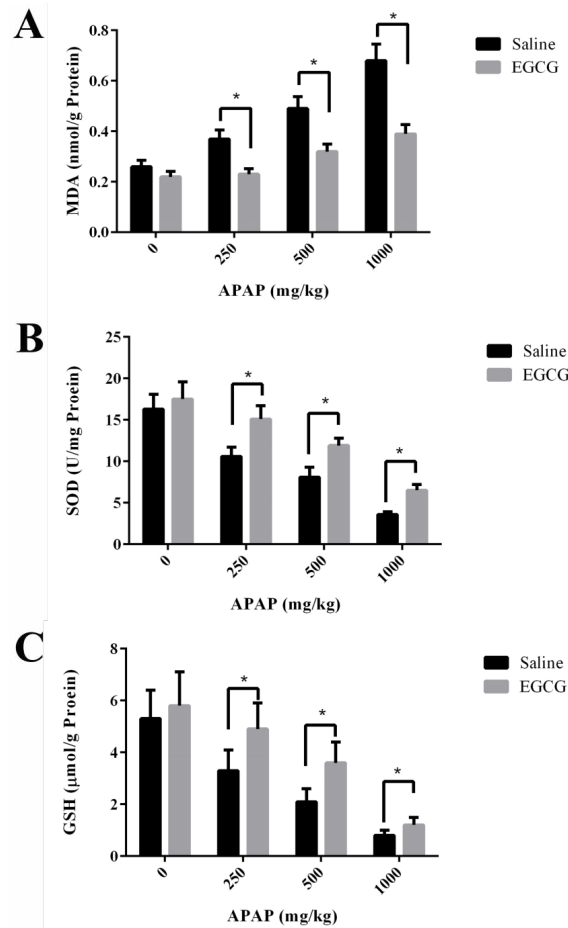 A
MDA (nmol/g Protein)
0.8
0.6
0.4
0.2
0.0
*
*
*
0
250
500
1000
APAP (mg/kg)
Saline
EGCG
B
SOD (U/mg Proein)
25
20
15
10
5
0
*
*
*
0
250
500
1000
APAP (mg/kg)
Saline
EGCG
C
GSH (μmol/g Proein)
8
6
4
2
0
*
*
*
0
250
500
1000
APAP (mg/kg)
Saline
EGCG